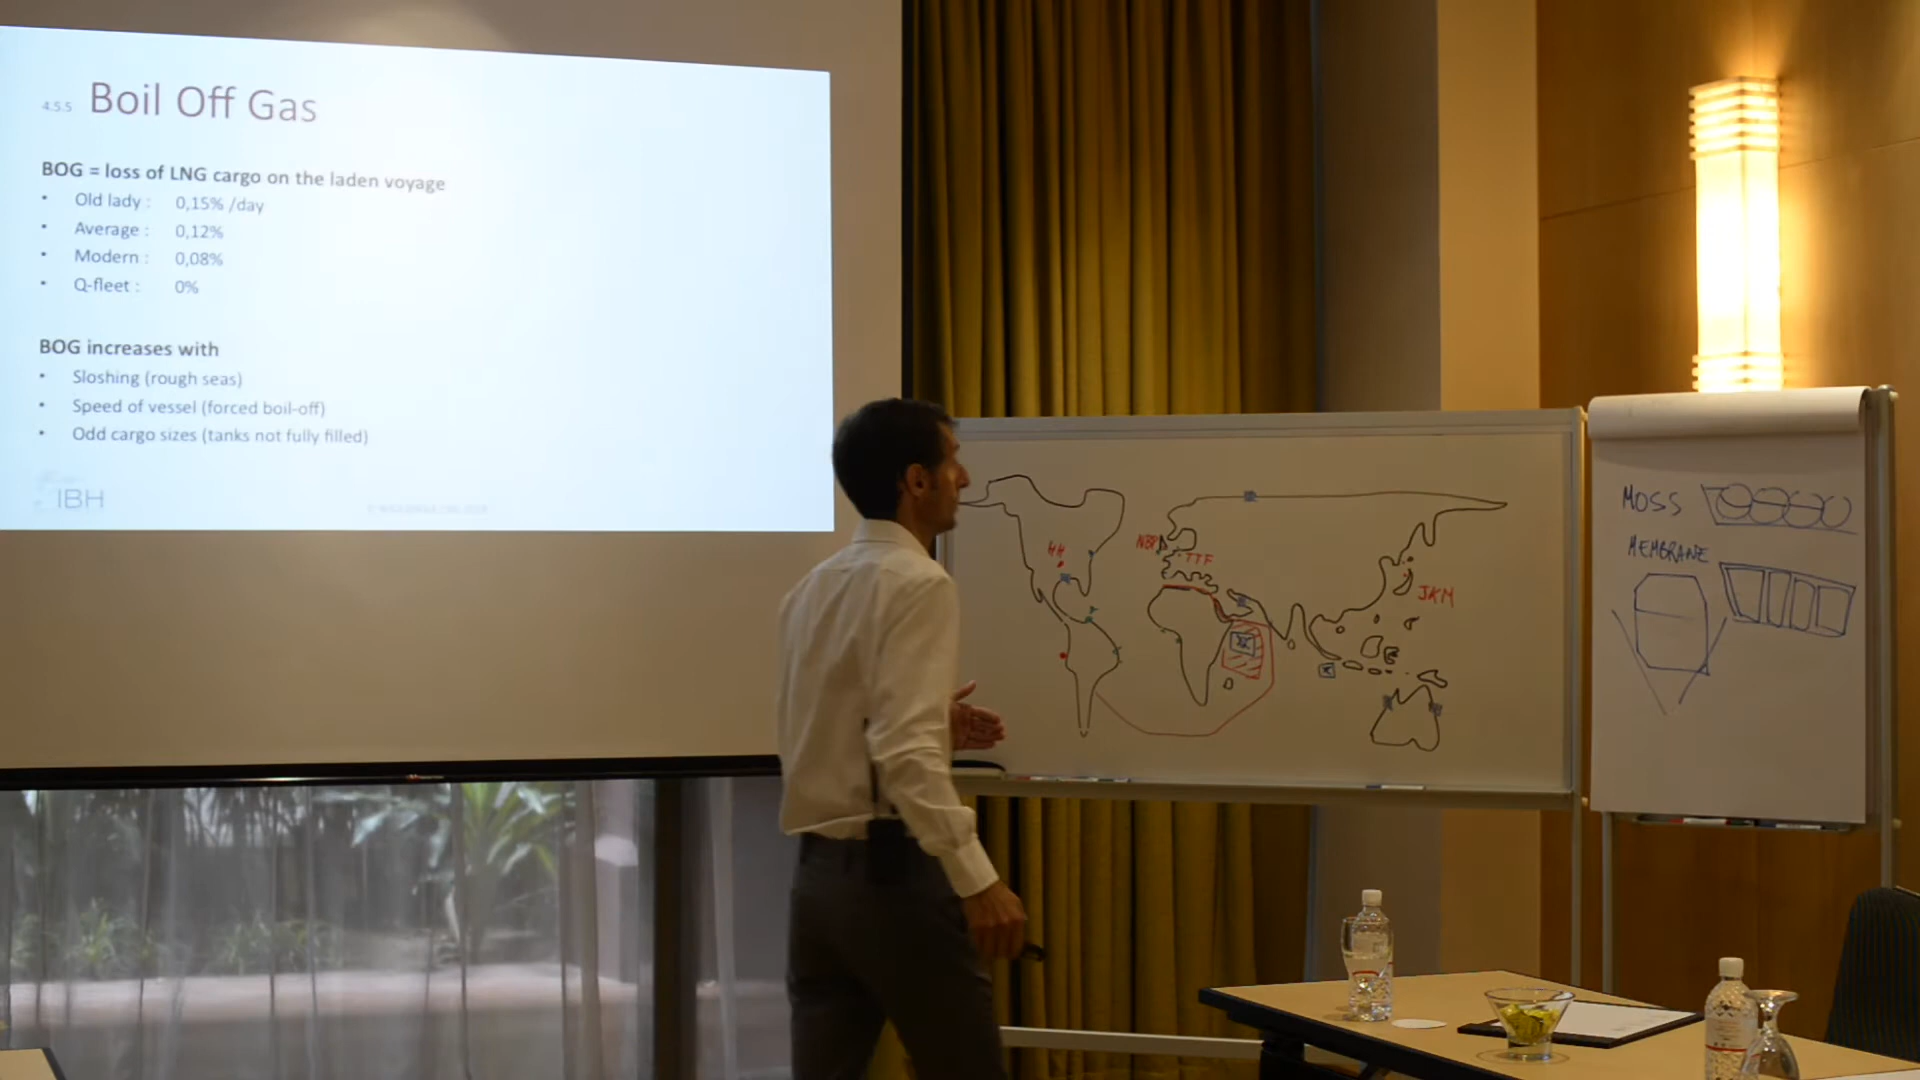 4.5.5 Boil Off Gas
BOG = loss of LNG cargo on the laden voyage
• Old lady : 0,15% /day
• Average : 0,12%
• Modern : 0,08%
• Q-fleet : 0%
BOG increases with
• Sloshing (rough seas)
• Speed of vessel (forced boil-off)
• Odd cargo sizes (tanks not fully filled)
IBH
HH
NBP
TTF
JKM
MOSS
MEMBRANE